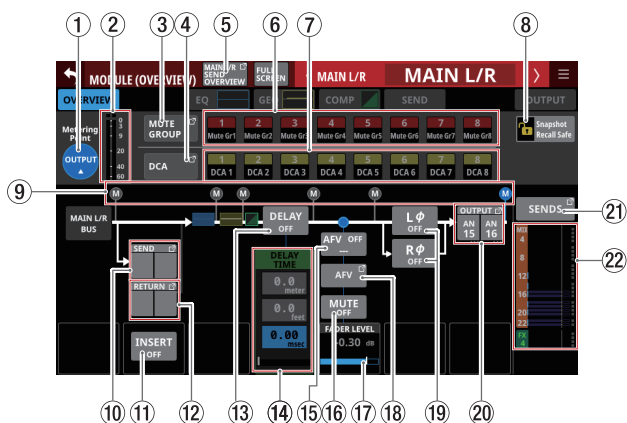 1 2 3 4 5 6 7 8
MODULE (OVERVIEW)
MAIN L/R
SEND
OVERVIEW
FULL
SCREEN
MAIN L/R
MAIN L/R
OVERVIEW
EQ
COMP
SEND
OUTPUT
Metering
Point
OUTPUT
0
3
9
20
40
60
MUTE
GROUP
1 2 3 4 5 6 7 8
Mute Gr1 Mute Gr2 Mute Gr3 Mute Gr4 Mute Gr5 Mute Gr6 Mute Gr7 Mute Gr8
Snapshot
Recall Safe
DCA
1 2 3 4 5 6 7 8
DCA 1 DCA 2 DCA 3 DCA 4 DCA 5 DCA 6 DCA 7 DCA 8
9
M M M M M M
MAIN L/R
BUS
DELAY
OFF
L Φ
OFF
OUTPUT
AN
15
AN
16
SENDS
21
SEND
AFV OFF
---
R Φ
OFF
MIX
4
8
12
16
20
22
FX
4
22
DELAY
TIME
0.0
meter
0.0
feet
0.00
msec
AFV
RETURN
MUTE
OFF
INSERT
OFF
FADER LEVEL
-0.30 dB
10 11 12 13 14 15 16 17 18 19 20